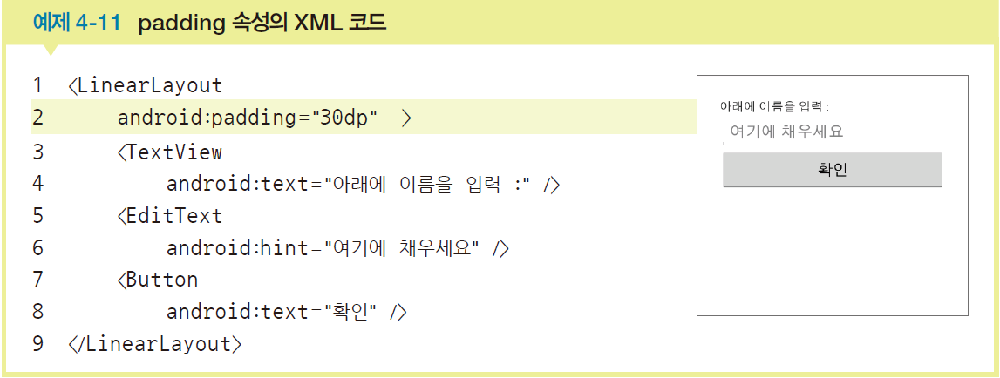 예제 4-11 padding 속성의 XML 코드
1 <LinearLayout
2 android:padding="30dp" >
3 <TextView
4 android:text="아래에 이름을 입력 :" />
5 <EditText
6 android:hint="여기에 채우세요" />
7 <Button
8 android:text="확인" />
9 </LinearLayout>
아래에 이름을 입력 :
여기에 채우세요
확인